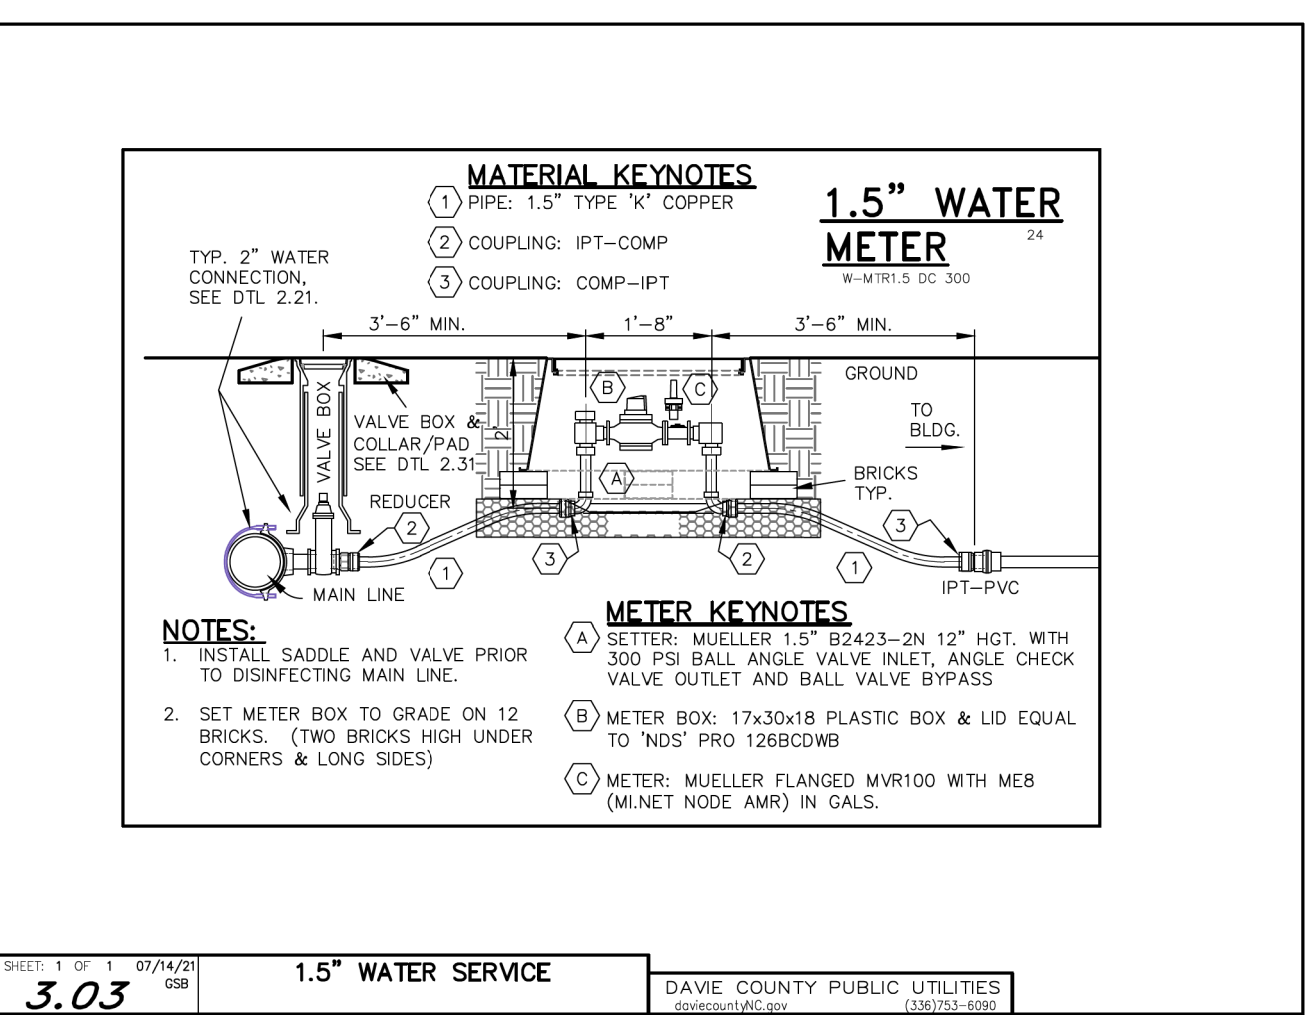 MATERIAL KEYNOTES
1 PIPE: 1.5" TYPE 'K' COPPER
2 COUPLING: IPT-COMP
3 COUPLING: COMP-IPT
1.5" WATER
METER
24
W-MTR1.5 DC 300
TYP. 2" WATER
CONNECTION,
SEE DTL 2.21.
3'-6" MIN.
1'-8"
3'-6" MIN.
VALVE BOX
VALVE BOX &
COLLAR/PAD
SEE DTL 2.31
2'
B
C
A
GROUND
TO
BLDG.
BRICKS
TYP.
REDUCER
2
1
3
2
1
3
MAIN LINE
IPT-PVC
NOTES:
1. INSTALL SADDLE AND VALVE PRIOR
TO DISINFECTING MAIN LINE.
2. SET METER BOX TO GRADE ON 12
BRICKS. (TWO BRICKS HIGH UNDER
CORNERS & LONG SIDES)
METER KEYNOTES
A SETTER: MUELLER 1.5" B2423-2N 12" HGT. WITH
300 PSI BALL ANGLE VALVE INLET, ANGLE CHECK
VALVE OUTLET AND BALL VALVE BYPASS
B METER BOX: 17x30x18 PLASTIC BOX & LID EQUAL
TO 'NDS' PRO 126BCDWB
C METER: MUELLER FLANGED MVR100 WITH ME8
(MI.NET NODE AMR) IN GALS.
SHEET: 1 OF 1 07/14/21
GSB
3.03
1.5" WATER SERVICE
DAVIE COUNTY PUBLIC UTILITIES
daviecountyNC.gov (336)753-6090